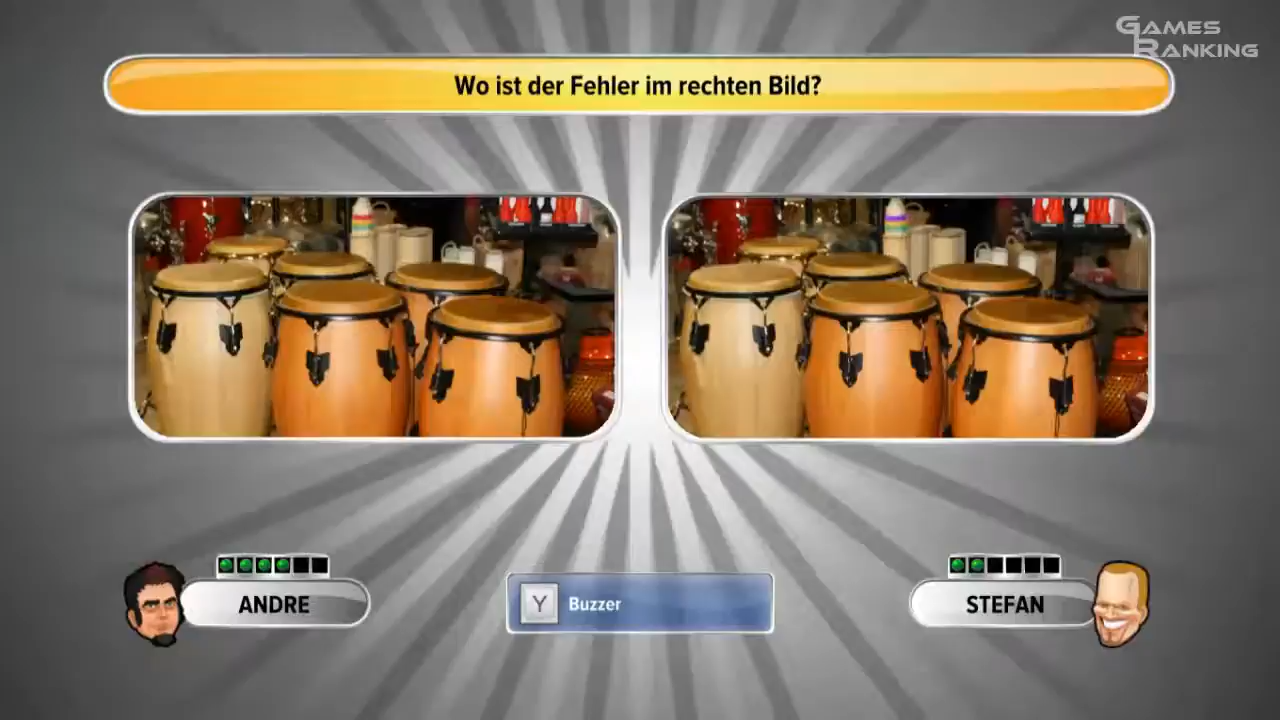 GAMES
RANKING
Wo ist der Fehler im rechten Bild?
ANDRE
Y Buzzer
STEFAN